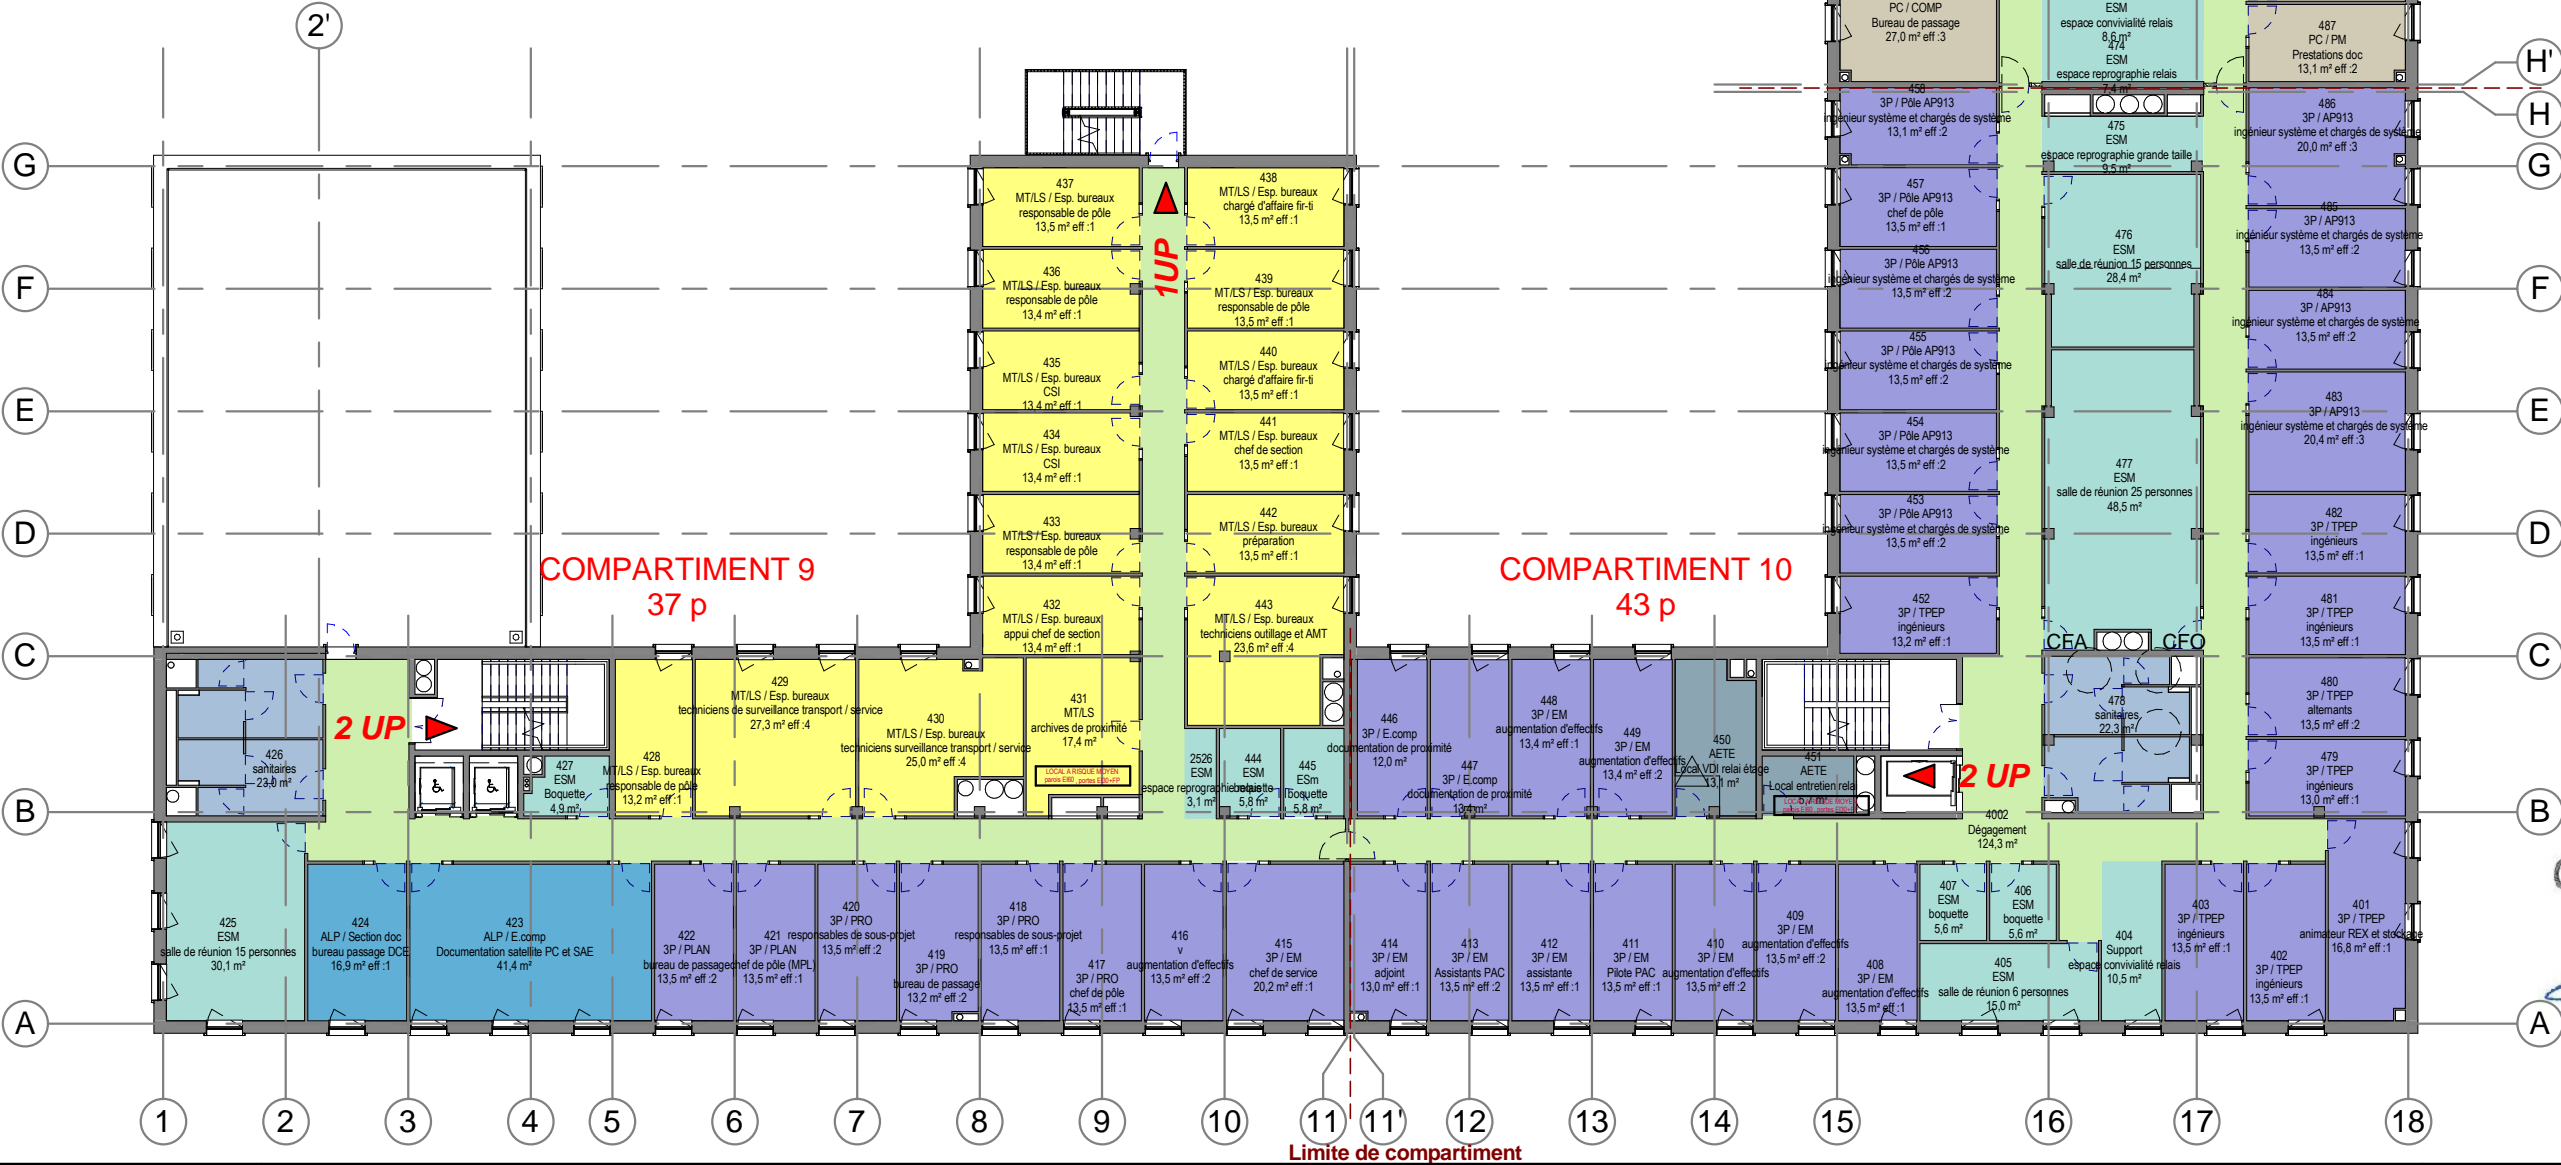 2'
PC / COMP
Bureau de passage
27,0 m² eff :3
ESM
espace convivialité relais
8,6 m²
474
ESM
espace reprographie relais
7,4 m²
487
PC / PM
Prestations doc
13,1 m² eff :2
H'
H
G
G
F
F
E
E
D
D
C
C
B
B
A
A
458
3P / Pôle AP913
ingénieur système et chargés de système
13,1 m² eff :2
475
ESM
espace reprographie grande taille
9,5 m²
486
3P / AP913
ingénieur système et chargés de système
20,0 m² eff :3
437
MT/LS / Esp. bureaux
responsable de pôle
13,5 m² eff :1
438
MT/LS / Esp. bureaux
chargé d'affaire fir-ti
13,5 m² eff :1
457
3P / Pôle AP913
chef de pôle
13,5 m² eff :1
485
3P / AP913
ingénieur système et chargés de système
13,5 m² eff :2
1UP
436
MT/LS / Esp. bureaux
responsable de pôle
13,4 m² eff :1
439
MT/LS / Esp. bureaux
responsable de pôle
13,5 m² eff :1
456
3P / Pôle AP913
ingénieur système et chargés de système
13,5 m² eff :2
476
ESM
salle de réunion 15 personnes
28,4 m²
484
3P / AP913
ingénieur système et chargés de système
13,5 m² eff :2
435
MT/LS / Esp. bureaux
CSI
13,4 m² eff :1
440
MT/LS / Esp. bureaux
chargé d'affaire fir-ti
13,5 m² eff :1
455
3P / Pôle AP913
ingénieur système et chargés de système
13,5 m² eff :2
483
3P / AP913
ingénieur système et chargés de système
20,4 m² eff :3
434
MT/LS / Esp. bureaux
CSI
13,4 m² eff :1
441
MT/LS / Esp. bureaux
chef de section
13,5 m² eff :1
454
3P / Pôle AP913
ingénieur système et chargés de système
13,5 m² eff :2
477
ESM
salle de réunion 25 personnes
48,5 m²
433
MT/LS / Esp. bureaux
responsable de pôle
13,4 m² eff :1
442
MT/LS / Esp. bureaux
préparation
13,5 m² eff :1
453
3P / Pôle AP913
ingénieur système et chargés de système
13,5 m² eff :2
482
3P / TPEP
ingénieurs
13,5 m² eff :1
COMPARTIMENT 9
37 p
COMPARTIMENT 10
43 p
432
MT/LS / Esp. bureaux
appui chef de section
13,4 m² eff :1
443
MT/LS / Esp. bureaux
techniciens outillage et AMT
23,6 m² eff :4
452
3P / TPEP
ingénieurs
13,2 m² eff :1
481
3P / TPEP
ingénieurs
13,5 m² eff :1
CFA
CFO
2 UP
426
sanitaires
23,0 m²
427
ESM
Boquette
4,9 m²
428
MT/LS / Esp. bureaux
responsable de pôle
13,2 m² eff :1
429
MT/LS / Esp. bureaux
techniciens de surveillance transport / service
27,3 m² eff :4
430
MT/LS / Esp. bureaux
techniciens surveillance transport / service
25,0 m² eff :4
431
MT/LS
archives de proximité
17,4 m²
LOCAL A RISQUE MOYEN
parois EI60 _portes EI30+FP
2526
ESM
espace reprographie relais
3,1 m²
444
ESM
boquette
5,8 m²
445
ESm
boquette
5,8 m²
446
3P / E.comp
documentation de proximité
12,0 m²
447
3P / E.comp
documentation de proximité
13,4 m²
448
3P / EM
augmentation d'effectifs
13,4 m² eff :1
449
3P / EM
augmentation d'effectifs
13,4 m² eff :2
450
AETE
Local VDI relai étage
13,1 m²
451
AETE
Local entretien relai
2 UP
478
sanitaires
22,3 m²
480
3P / TPEP
alternants
13,5 m² eff :2
479
3P / TPEP
ingénieurs
13,0 m² eff :1
4002
Dégagement
124,3 m²
425
ESM
salle de réunion 15 personnes
30,1 m²
424
ALP / Section doc
bureau passage DCE
16,9 m² eff :1
423
ALP / E.comp
Documentation satellite PC et SAE
41,4 m²
422
3P / PLAN
bureau de passage
13,5 m² eff :2
421
3P / PLAN
chef de pôle (MPL)
13,5 m² eff :1
420
3P / PRO
responsables de sous-projet
13,5 m² eff :2
419
3P / PRO
bureau de passage
13,2 m² eff :2
418
3P / PRO
responsables de sous-projet
13,5 m² eff :1
417
3P / PRO
chef de pôle
13,5 m² eff :1
416
v
augmentation d'effectifs
13,5 m² eff :2
415
3P / EM
chef de service
20,2 m² eff :1
414
3P / EM
adjoint
13,0 m² eff :1
413
3P / EM
Assistants PAC
13,5 m² eff :2
412
3P / EM
assistante
13,5 m² eff :1
411
3P / EM
Pilote PAC
13,5 m² eff :1
410
3P / EM
augmentation d'effectifs
13,5 m² eff :2
409
3P / EM
augmentation d'effectifs
13,5 m² eff :2
408
3P / EM
augmentation d'effectifs
13,5 m² eff :1
407
ESM
boquette
5,6 m²
406
ESM
boquette
5,6 m²
405
ESM
salle de réunion 6 personnes
15,0 m²
404
Support
espace convivialité relais
10,5 m²
403
3P / TPEP
ingénieurs
13,5 m² eff :1
402
3P / TPEP
ingénieurs
13,5 m² eff :1
401
3P / TPEP
animateur REX et stockage
16,8 m² eff :1
1
2
3
4
5
6
7
8
9
10
11
11'
12
13
14
15
16
17
18
Limite de compartiment